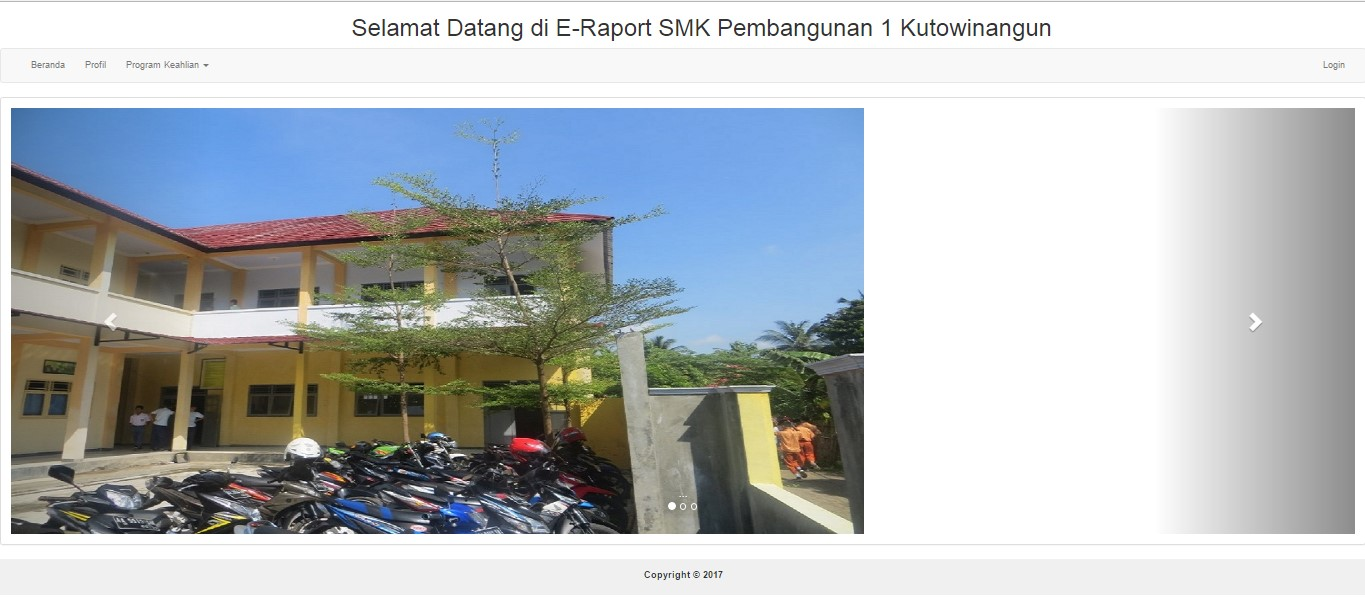 Selamat Datang di E-Raport SMK Pembangunan 1 Kutowinangun
Beranda Profil Program Keahlian Login
...
Copyright © 2017